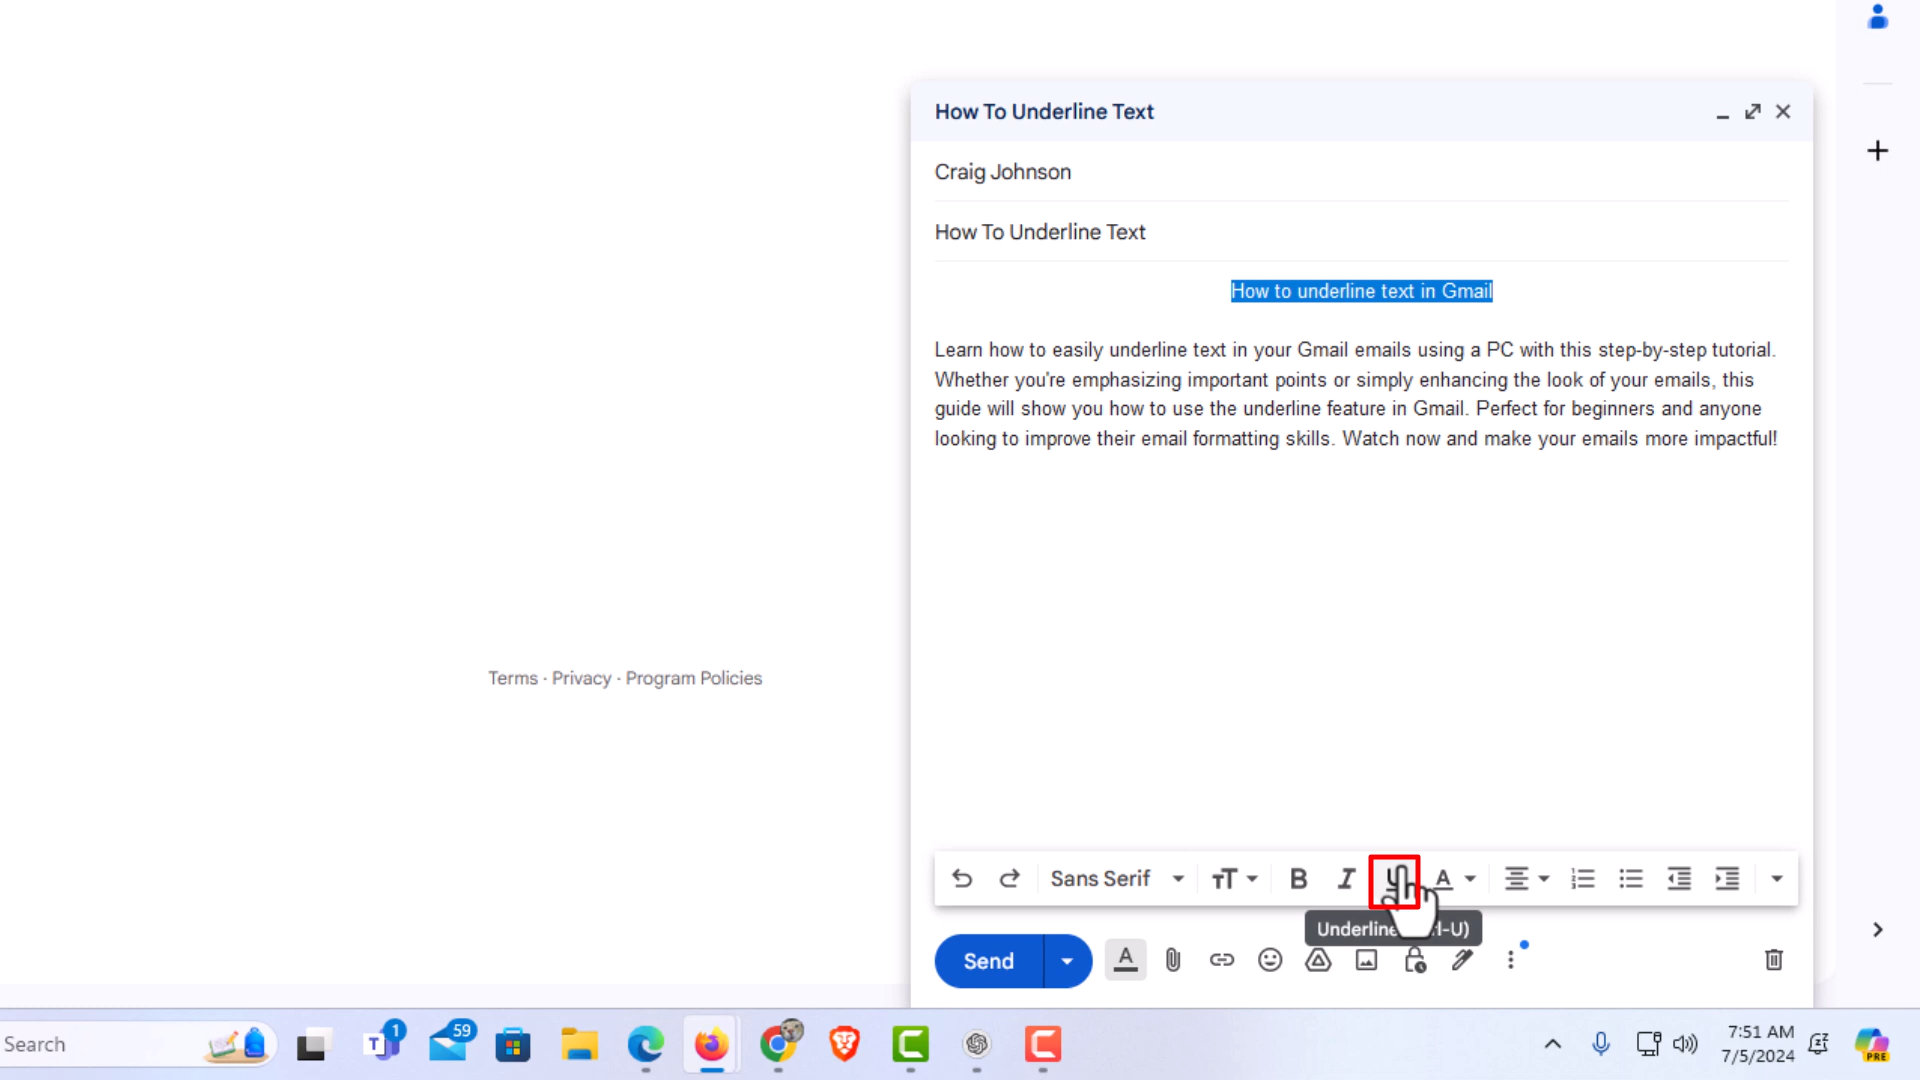 How To Underline Text
Craig Johnson
How To Underline Text
How to underline text in Gmail
Learn how to easily underline text in your Gmail emails using a PC with this step-by-step tutorial.
Whether you're emphasizing important points or simply enhancing the look of your emails, this
guide will show you how to use the underline feature in Gmail. Perfect for beginners and anyone
looking to improve their email formatting skills. Watch now and make your emails more impactful!
Terms · Privacy · Program Policies
Sans Serif
Underline
-U)
Send
Search
1
59
7:51 AM
7/5/2024
PRE